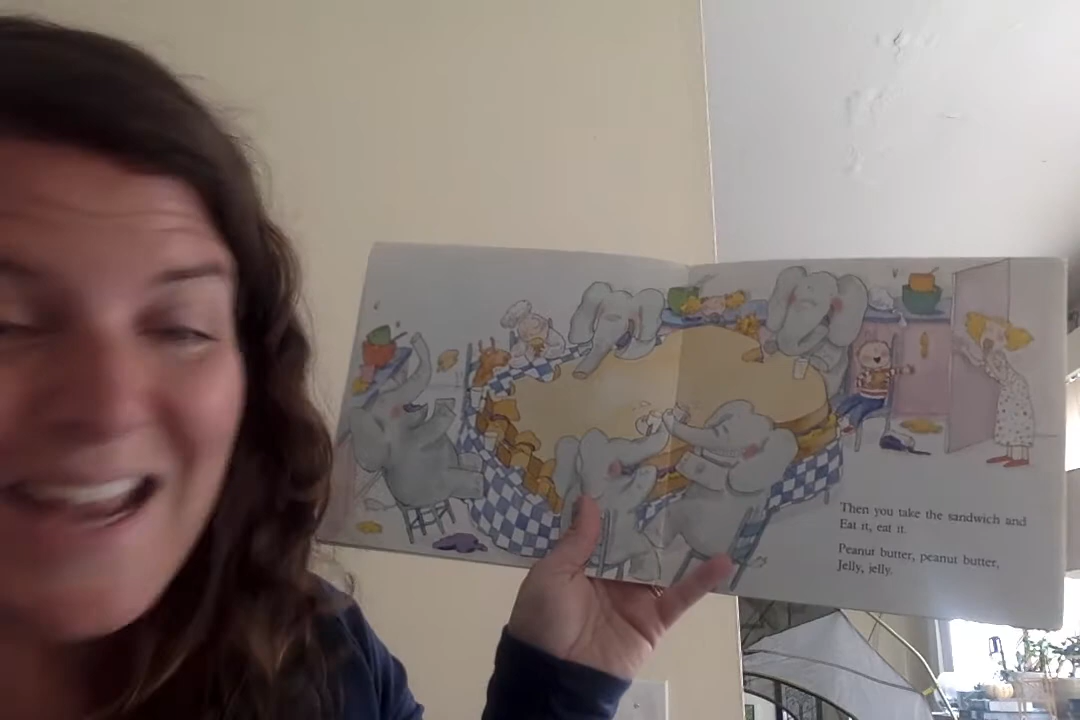 Then you take the sandwich and
Eat it, eat it.
Peanut butter, peanut butter,
Jelly, jelly.